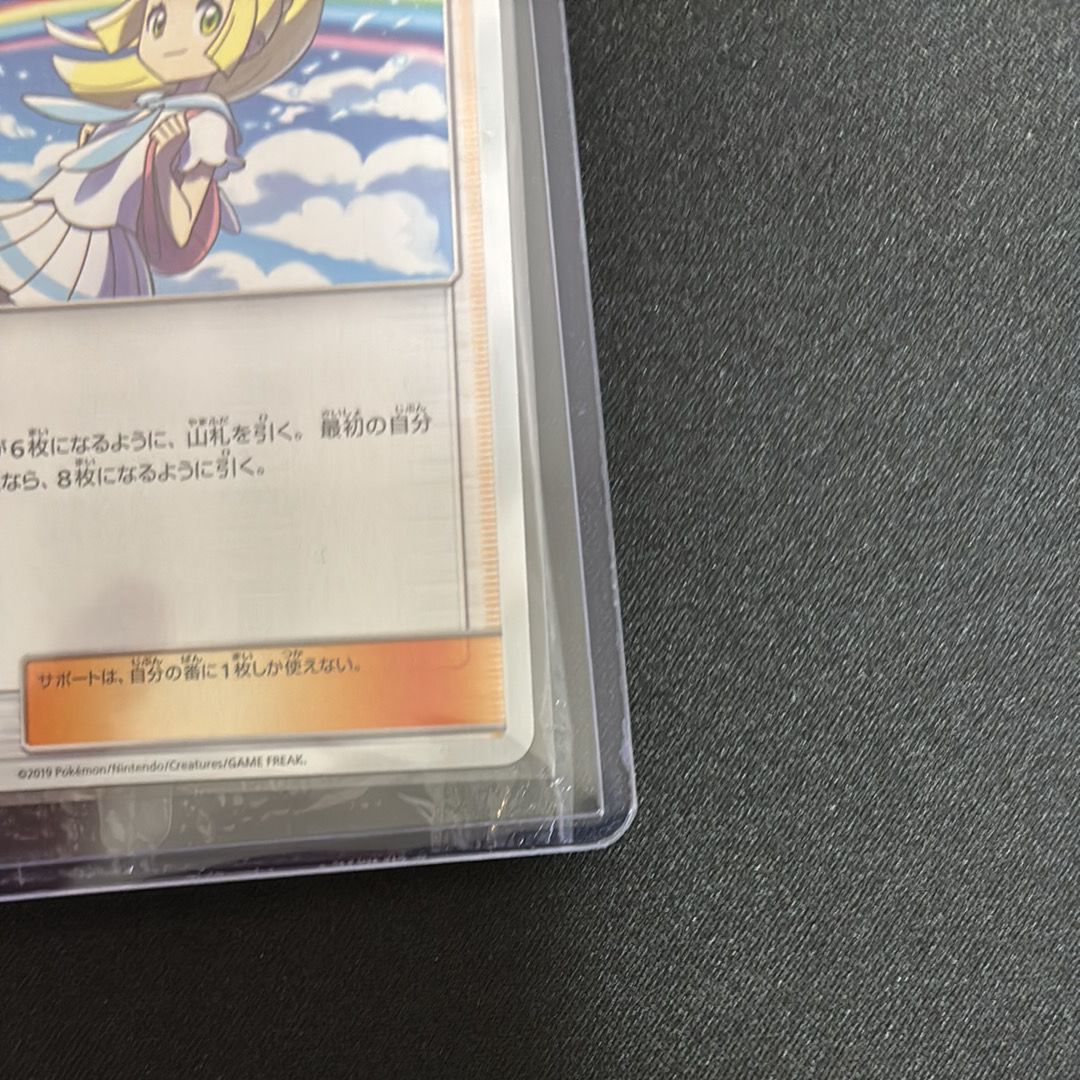 が6枚になるように、山札を引く。 最初の自分
なら、8枚になるように引く。
サポートは、自分の番に1枚しか使えない。
©2019 Pokémon/Nintendo/Creatures/GAME FREAK.